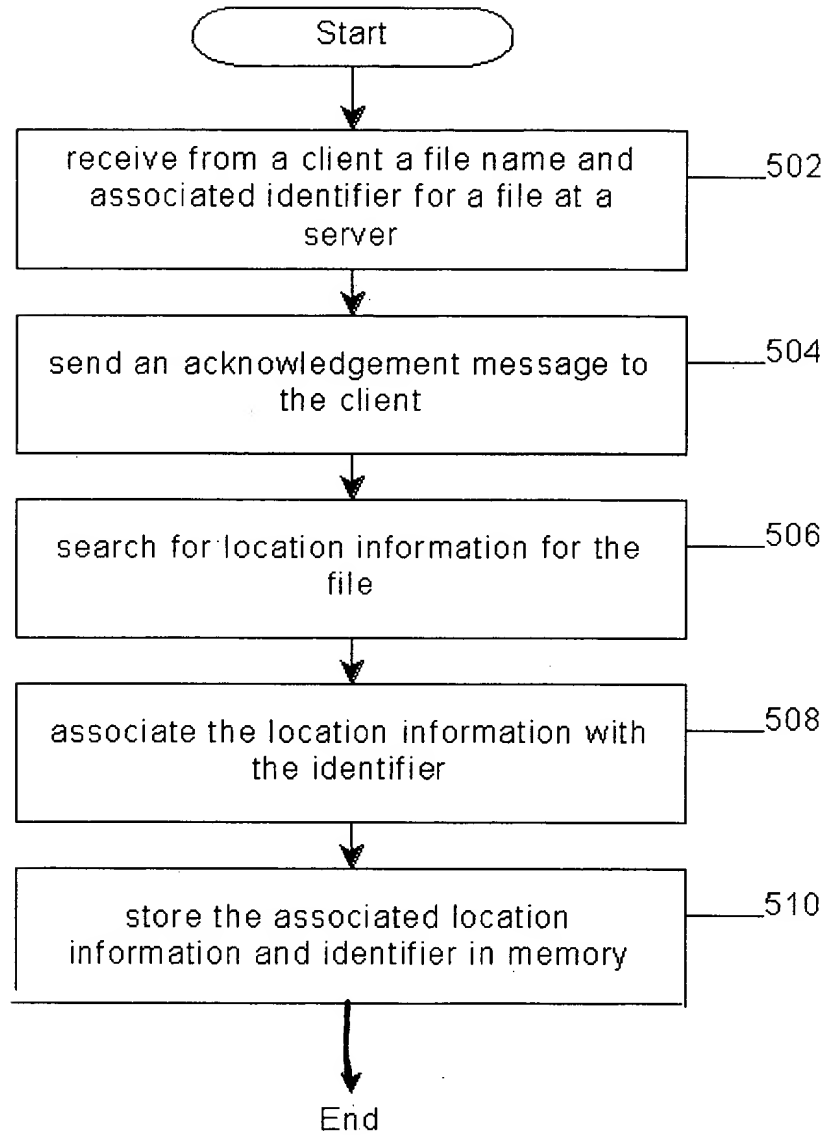 Start
receive from a client a file name and
associated identifier for a file at a
server
502
send an acknowledgement message to
the client
504
search for location information for the
file
506
associate the location information with
the identifier
508
store the associated location
information and identifier in memory
510
End